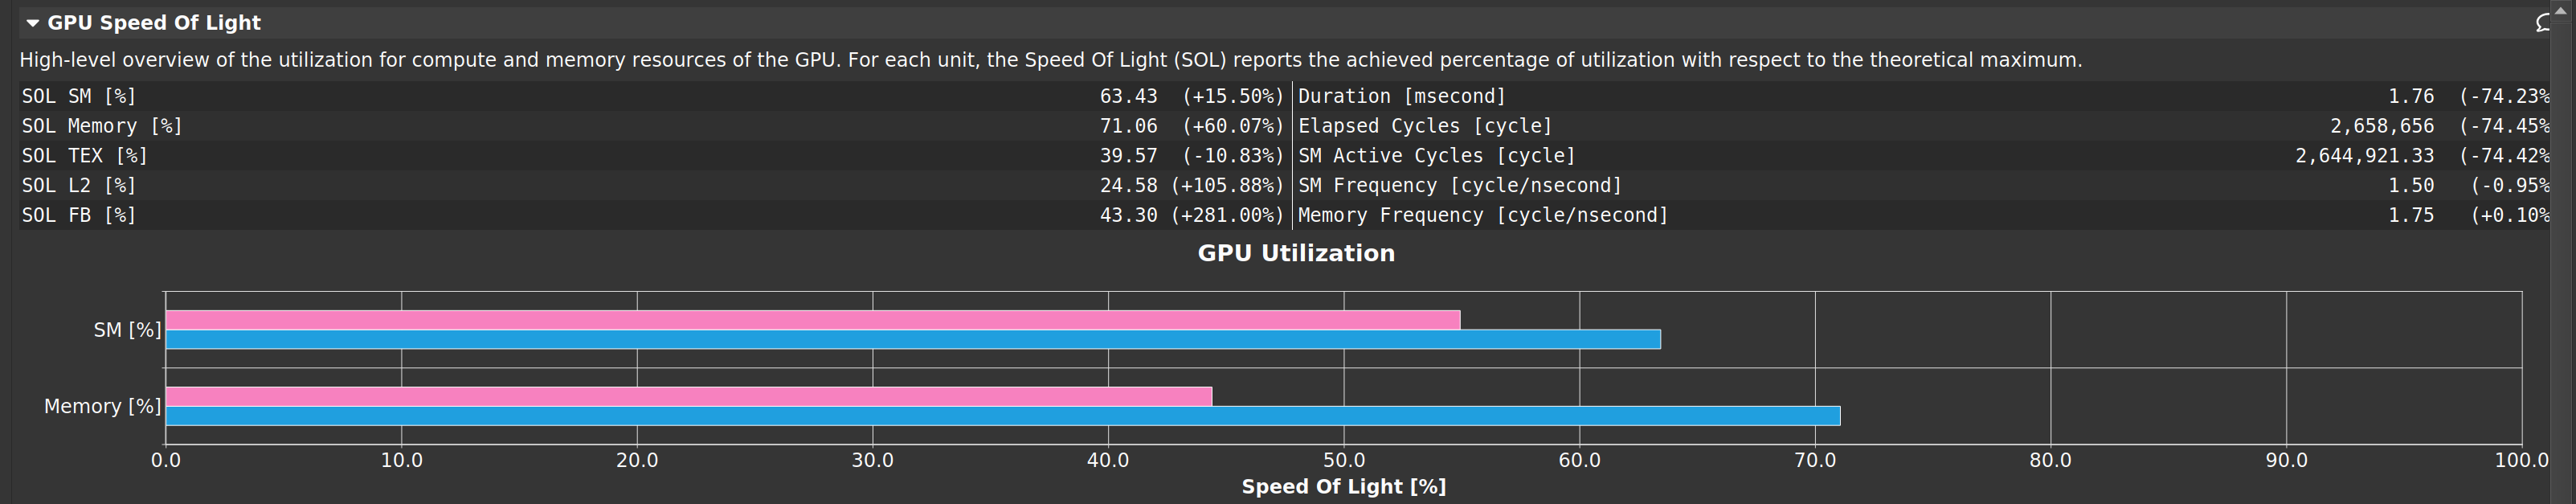 GPU Speed Of Light
High-level overview of the utilization for compute and memory resources of the GPU. For each unit, the Speed Of Light (SOL) reports the achieved percentage of utilization with respect to the theoretical maximum.
SOL SM [%] 63.43 (+15.50%) Duration [msecond] 1.76 (-74.23%
SOL Memory [%] 71.06 (+60.07%) Elapsed Cycles [cycle] 2,658,656 (-74.45%
SOL TEX [%] 39.57 (-10.83%) SM Active Cycles [cycle] 2,644,921.33 (-74.42%
SOL L2 [%] 24.58 (+105.88%) SM Frequency [cycle/nsecond] 1.50 (-0.95%
SOL FB [%] 43.30 (+281.00%) Memory Frequency [cycle/nsecond] 1.75 (+0.10%
GPU Utilization
SM [%]
Memory [%]
0.0 10.0 20.0 30.0 40.0 50.0 60.0 70.0 80.0 90.0 100.0
Speed Of Light [%]